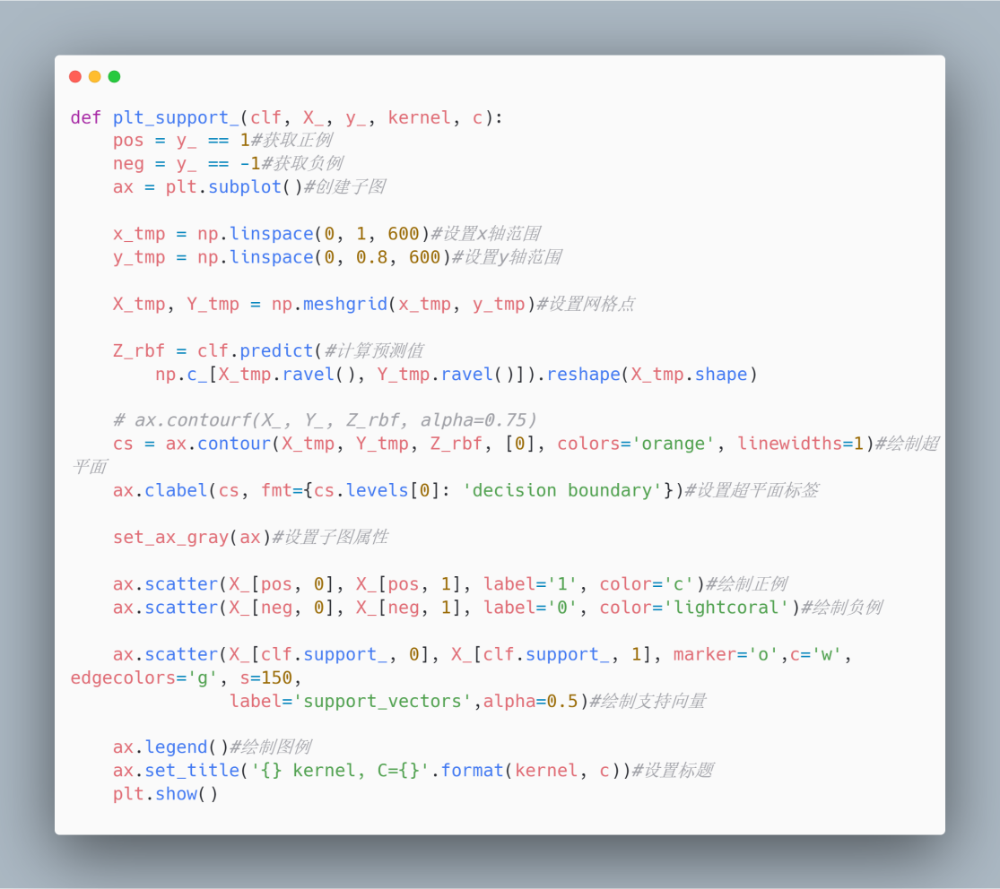 def plt_support_(clf, X_, y_, kernel, c):
    pos = y_ == 1#获取正例
    neg = y_ == -1#获取负例
    ax = plt.subplot()#创建子图

    x_tmp = np.linspace(0, 1, 600)#设置x轴范围
    y_tmp = np.linspace(0, 0.8, 600)#设置y轴范围

    X_tmp, Y_tmp = np.meshgrid(x_tmp, y_tmp)#设置网格点

    Z_rbf = clf.predict(#计算预测值
        np.c_[X_tmp.ravel(), Y_tmp.ravel()]).reshape(X_tmp.shape)

    # ax.contourf(X_, Y_, Z_rbf, alpha=0.75)
    cs = ax.contour(X_tmp, Y_tmp, Z_rbf, [0], colors='orange', linewidths=1)#绘制超
平面
    ax.clabel(cs, fmt={cs.levels[0]: 'decision boundary'})#设置超平面标签

    set_ax_gray(ax)#设置子图属性

    ax.scatter(X_[pos, 0], X_[pos, 1], label='1', color='c')#绘制正例
    ax.scatter(X_[neg, 0], X_[neg, 1], label='0', color='lightcoral')#绘制负例

    ax.scatter(X_[clf.support_, 0], X_[clf.support_, 1], marker='o',c='w',
edgecolors='g', s=150,
               label='support_vectors',alpha=0.5)#绘制支持向量

    ax.legend()#绘制图例
    ax.set_title('{} kernel, C={}'.format(kernel, c))#设置标题
    plt.show()